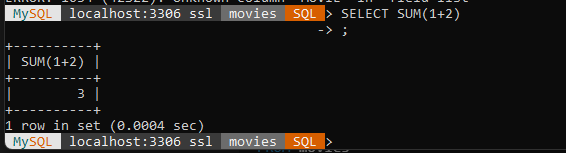 MySQL localhost:3306 ssl movies SQL > SELECT SUM(1+2)
-> ;
+----------+
| SUM(1+2) |
+----------+
| 3 |
+----------+
1 row in set (0.0004 sec)
MySQL localhost:3306 ssl movies SQL >